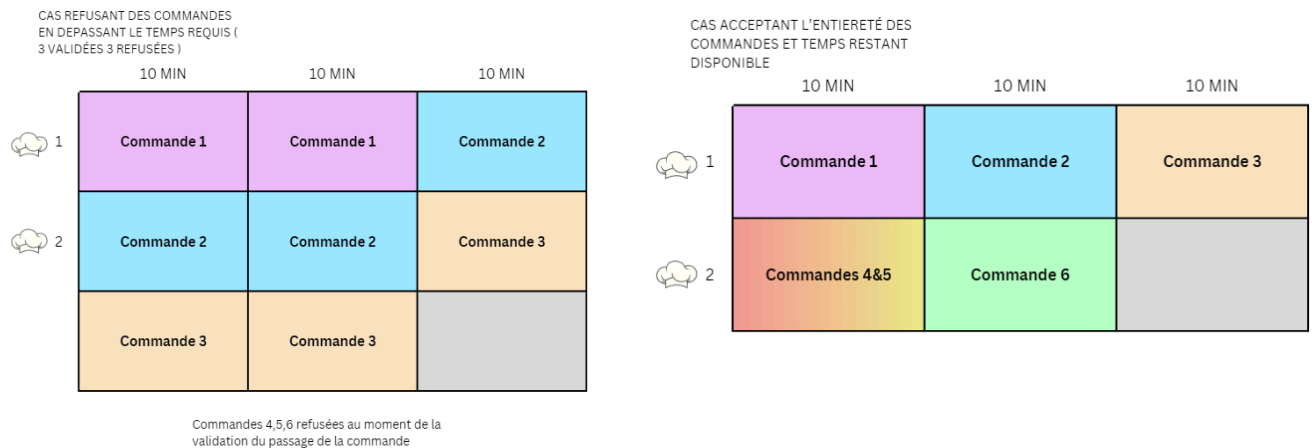 CAS REFUSANT DES COMMANDES
EN DEPASSANT LE TEMPS REQUIS (
3 VALIDÉES 3 REFUSÉES )
10 MIN
10 MIN
10 MIN
1
Commande 1
Commande 1
Commande 2
2
Commande 2
Commande 2
Commande 3
Commande 3
Commande 3
Commandes 4,5,6 refusées au moment de la
validation du passage de la commande
CAS ACCEPTANT L'ENTIERETÉ DES
COMMANDES ET TEMPS RESTANT
DISPONIBLE
10 MIN
10 MIN
10 MIN
1
Commande 1
Commande 2
Commande 3
2
Commandes 4&5
Commande 6